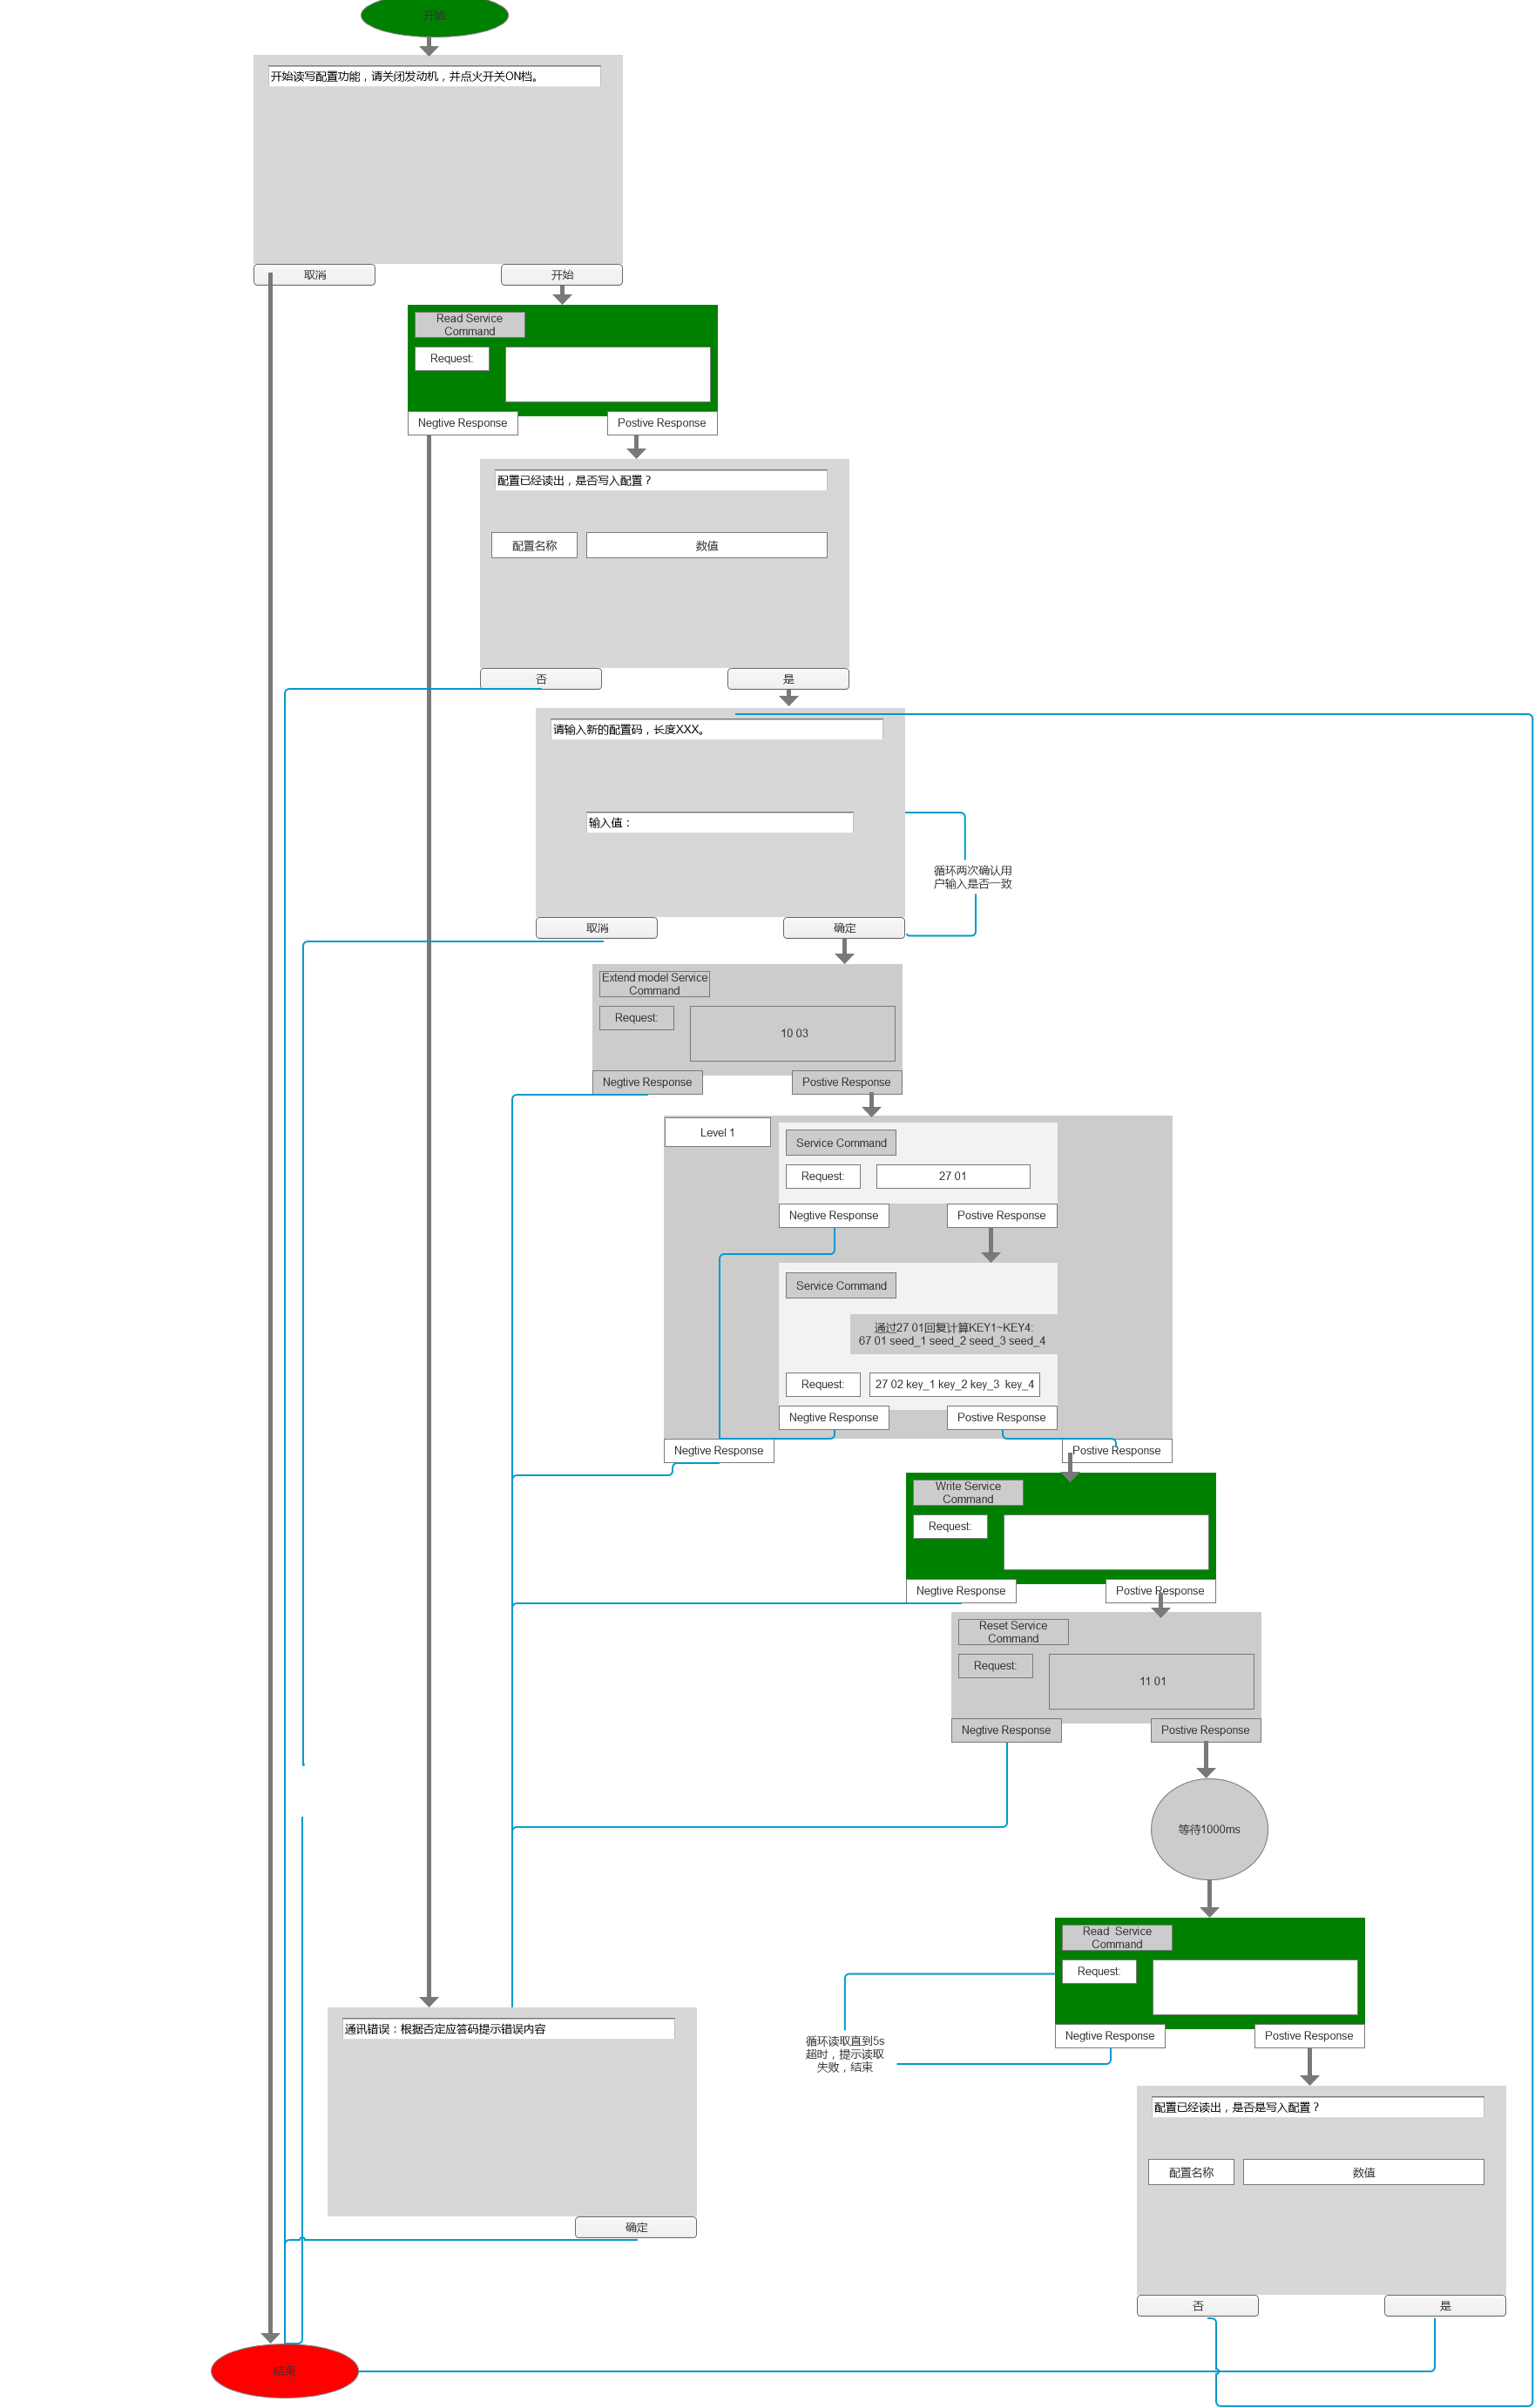 开始
开始读写配置功能，请关闭发动机，并点火开关ON档。
取消
开始
Read Service
Command
Request:
Negtive Response
Postive Response
配置已经读出，是否写入配置？
配置名称
数值
否
是
请输入新的配置码，长度XXX。
输入值：
循环两次确认用
户输入是否一致
取消
确定
Extend model Service
Command
Request:
10 03
Negtive Response
Postive Response
Level 1
Service Command
Request:
27 01
Negtive Response
Postive Response
Service Command
通过27 01回复计算KEY1~KEY4:
67 01 seed_1 seed_2 seed_3 seed_4
Request:
27 02 key_1 key_2 key_3  key_4
Negtive Response
Postive Response
Negtive Response
Postive Response
Write Service
Command
Request:
Negtive Response
Postive Response
Reset Service
Command
Request:
11 01
Negtive Response
Postive Response
等待1000ms
Read  Service
Command
Request:
Negtive Response
Postive Response
循环读取直到5s
超时，提示读取
失败，结束
通讯错误：根据否定应答码提示错误内容
确定
配置已经读出，是否是写入配置？
配置名称
数值
否
是
结束